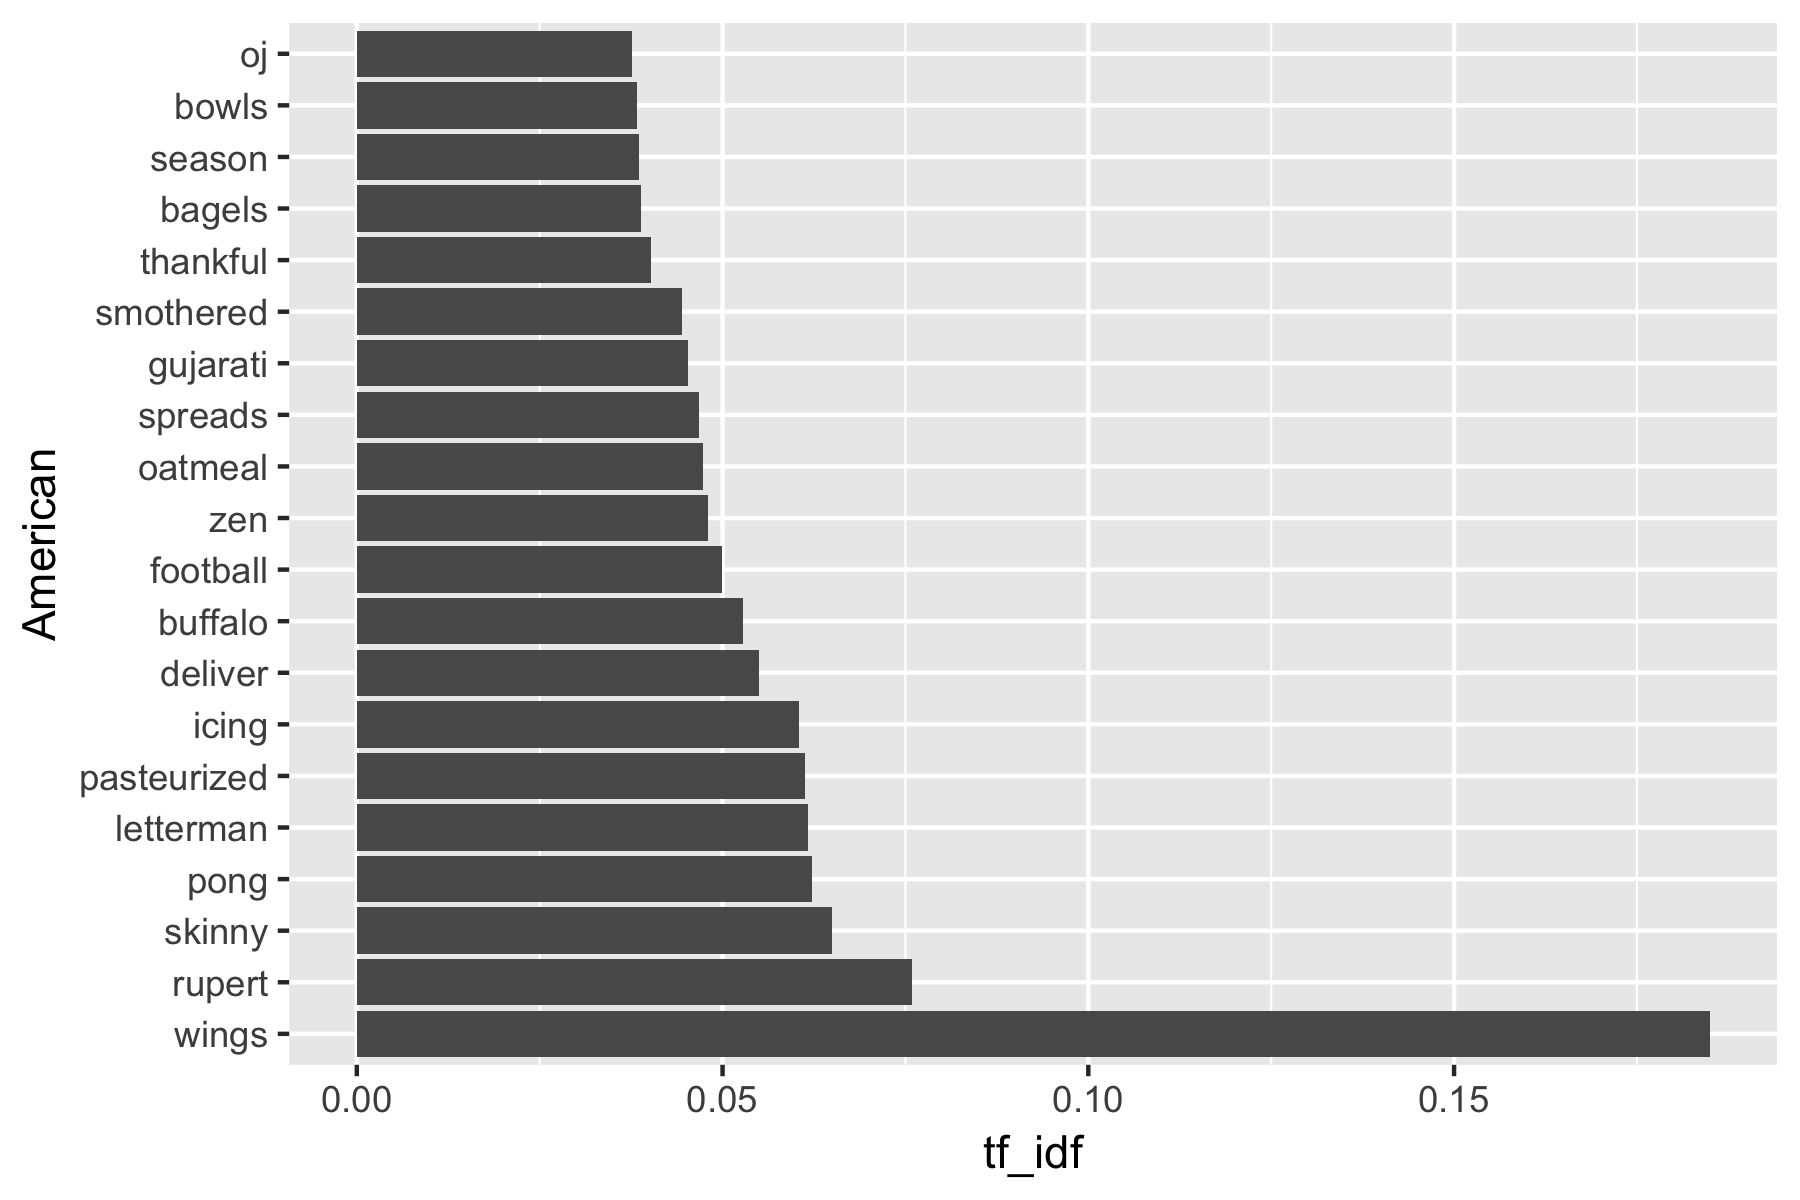 oj
bowls
season
bagels
thankful
smothered
gujarati
spreads
oatmeal
zen
football
buffalo
deliver
icing
pasteurized
letterman
pong
skinny
rupert
wings
American
0.00 0.05 0.10 0.15
tf_idf